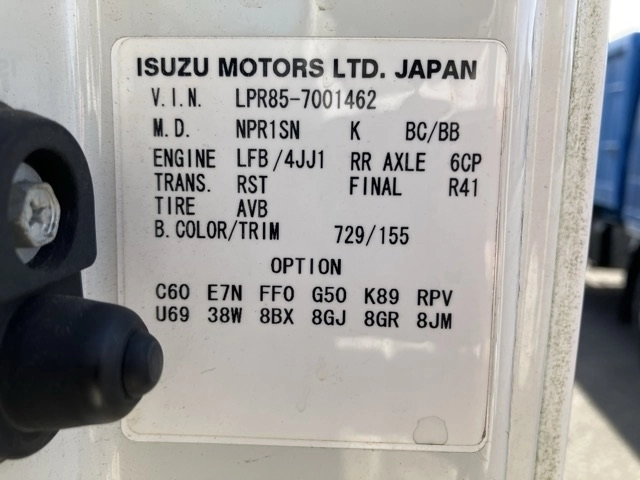 ISUZU MOTORS LTD. JAPAN
V.I.N. LPR85-7001462
M.D. NPR1SN K BC/BB
ENGINE LFB/4JJ1 RR AXLE 6CP
TRANS. RST FINAL R41
TIRE AVB
B.COLOR/TRIM 729/155
OPTION
C60 E7N FF0 G50 K89 RPV
U69 38W 8BX 8GJ 8GR 8JM